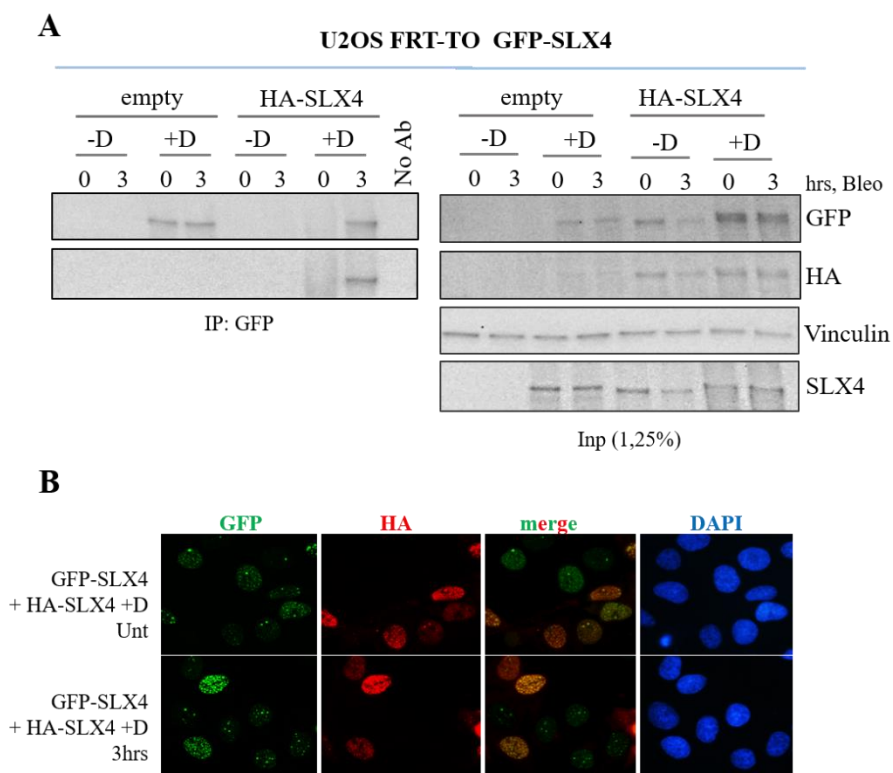 A
U2OS FRT-TO GFP-SLX4
empty HA-SLX4 No Ab
-D +D -D +D
0 3 0 3 0 3 0 3
IP: GFP
empty HA-SLX4
-D +D -D +D
0 3 0 3 0 3 0 3 hrs, Bleo
GFP
HA
Vinculin
SLX4
Inp (1,25%)
B
GFP HA merge DAPI
GFP-SLX4
+ HA-SLX4 +D
Unt
GFP-SLX4
+ HA-SLX4 +D
3hrs